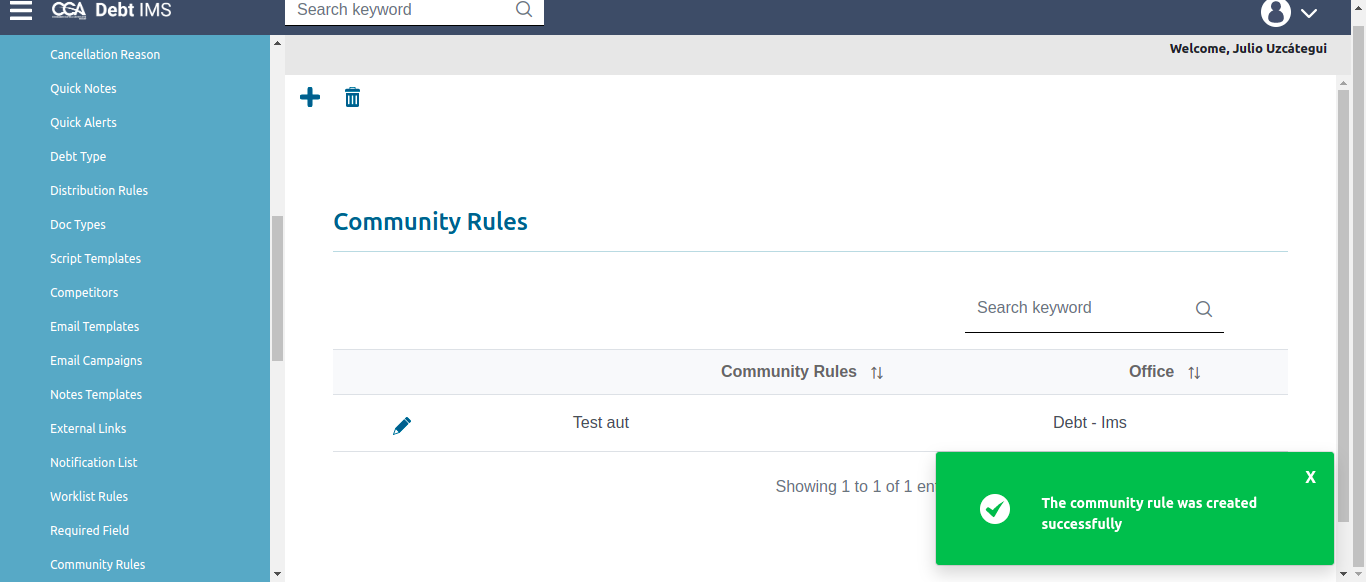 CGA Debt IMS
Search keyword
Welcome, Julio Uzcátegui
Cancellation Reason
Quick Notes
Quick Alerts
Debt Type
Distribution Rules
Doc Types
Script Templates
Competitors
Email Templates
Email Campaigns
Notes Templates
External Links
Notification List
Worklist Rules
Required Field
Community Rules
Community Rules
Search keyword
Community Rules Office
Test aut Debt - Ims
Showing 1 to 1 of 1
X
The community rule was created
successfully